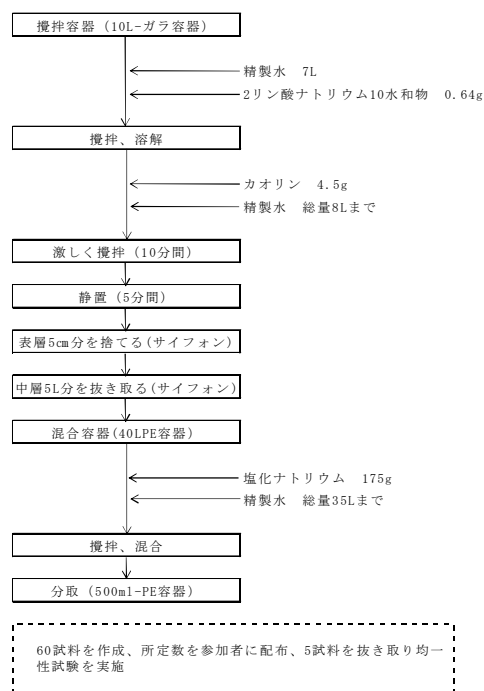 攪拌容器（10L-ガラ容器）
精製水　7L
2リン酸ナトリウム10水和物　0.64g
攪拌、溶解
カオリン　4.5g
精製水　総量8Lまで
激しく攪拌（10分間）
静置（5分間）
表層5cm分を捨てる(サイフォン)
中層5L分を抜き取る(サイフォン)
混合容器(40LPE容器)
塩化ナトリウム　175g
精製水　総量35Lまで
攪拌、混合
分取（500ml-PE容器）
60試料を作成、所定数を参加者に配布、5試料を抜き取り均一
性試験を実施